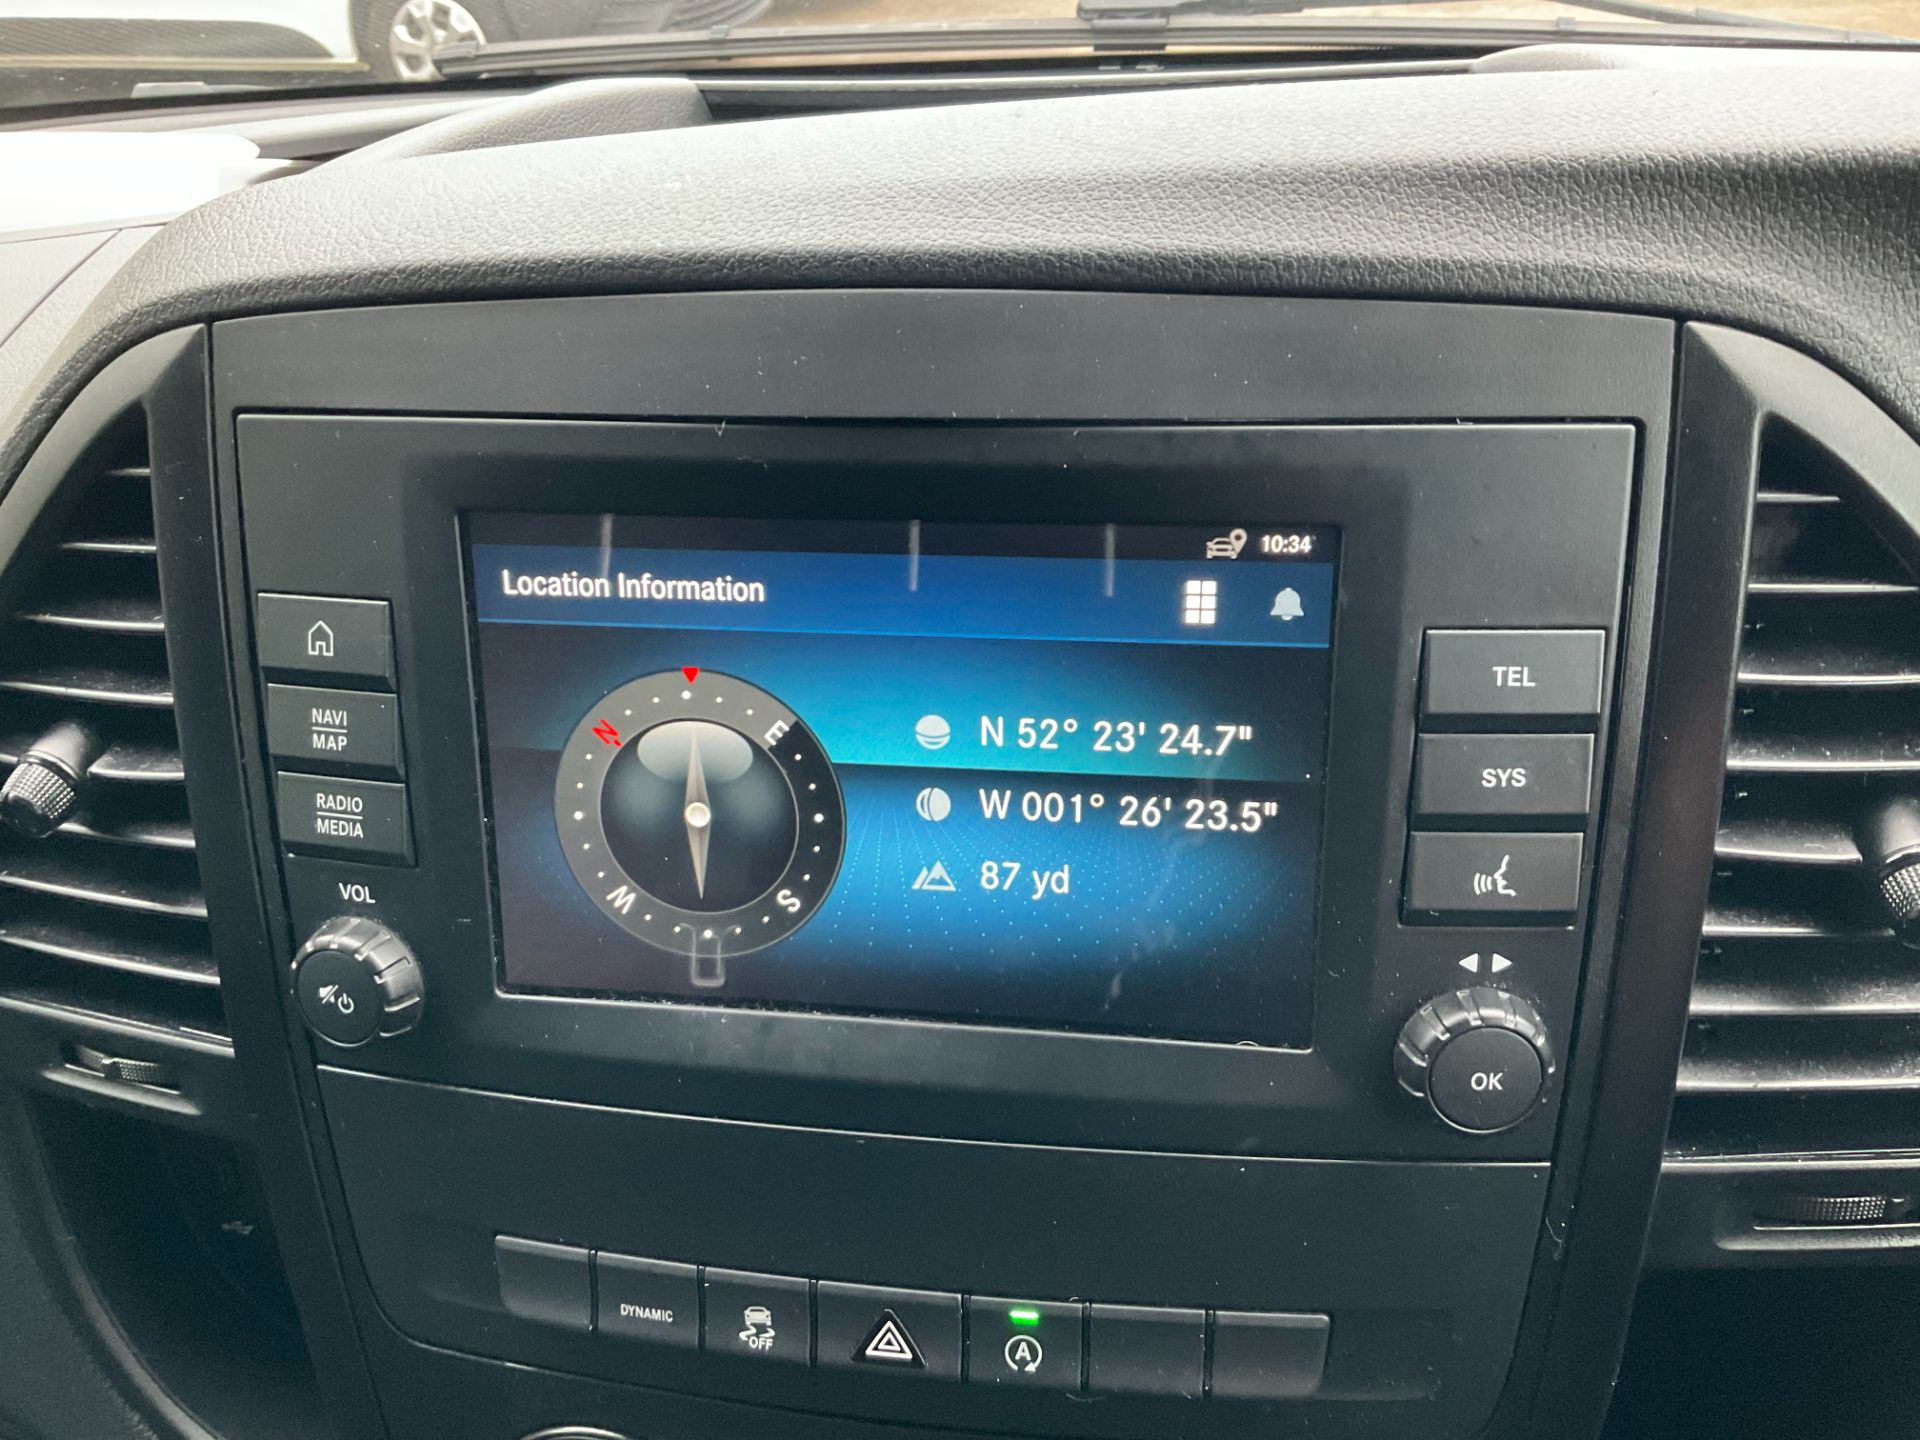 10:34
Location Information
N
E
S
W
N 52° 23' 24.7"
W 001° 26' 23.5"
87 yd
NAVI
MAP
RADIO
MEDIA
VOL
TEL
SYS
OK
DYNAMIC
OFF
A